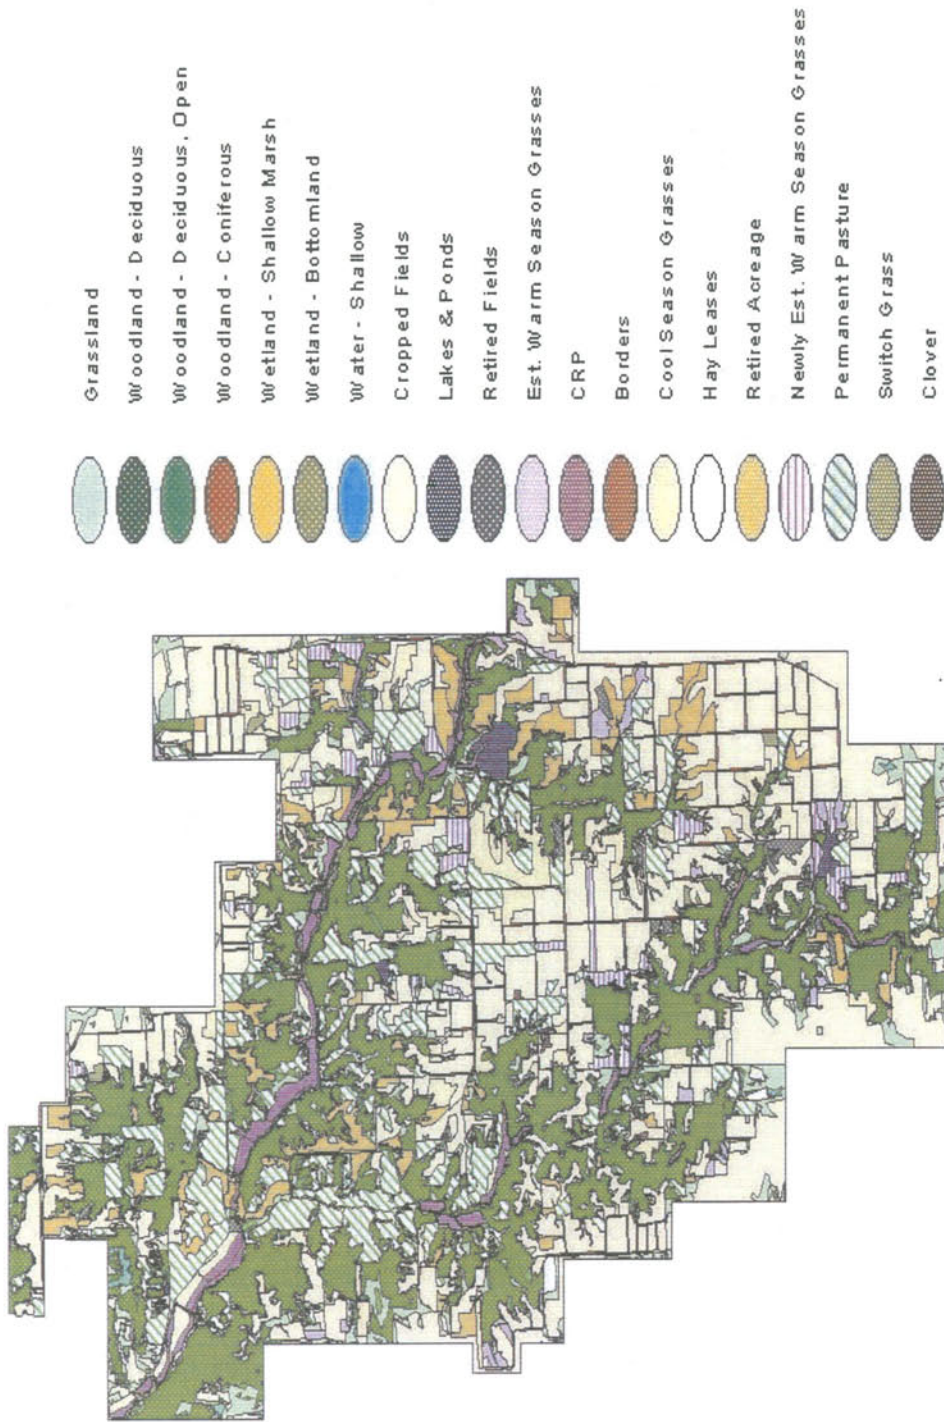 Grassland
Woodland - Deciduous
Woodland - Deciduous, Open
Woodland - Coniferous
Wetland - Shallow Marsh
Wetland - Bottomland
Water - Shallow
Cropped Fields
Lakes & Ponds
Retired Fields
Est. Warm Season Grasses
CRP
Borders
Cool Season Grasses
Hay Leases
Retired Acreage
Newly Est. Warm Season Grasses
Permanent Pasture
Switch Grass
Clover